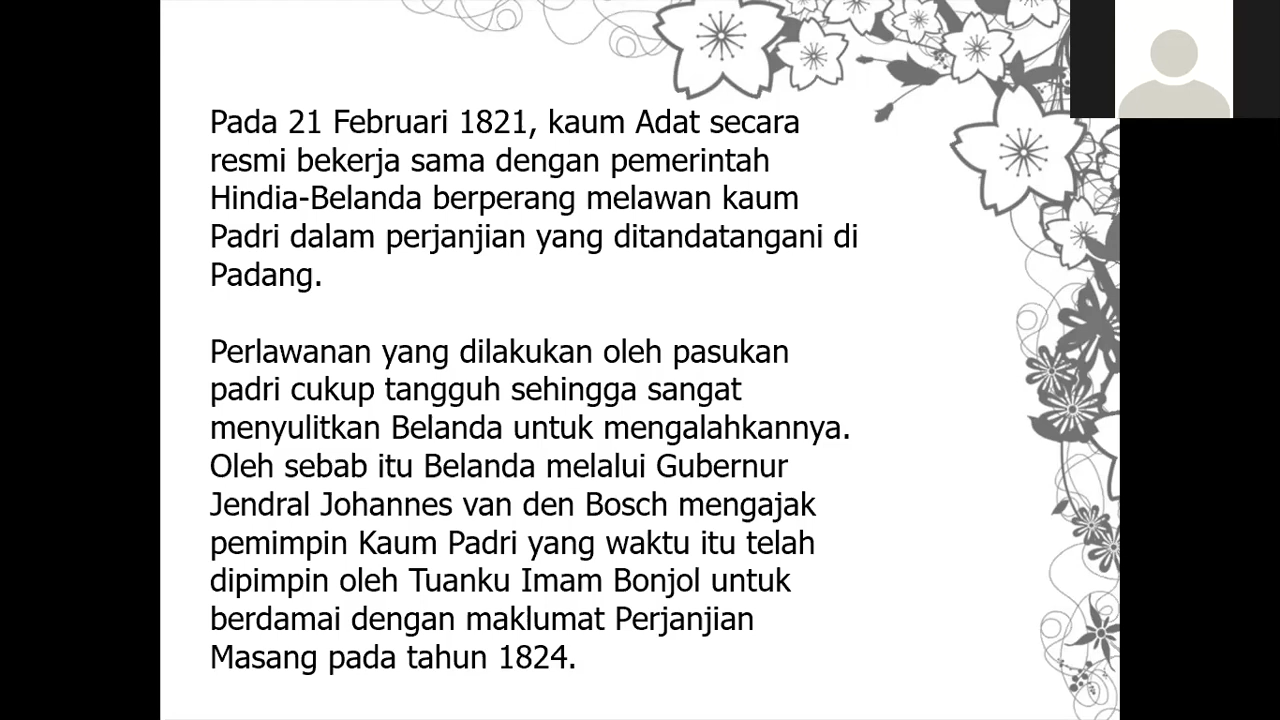 Pada 21 Februari 1821, kaum Adat secara
resmi bekerja sama dengan pemerintah
Hindia-Belanda berperang melawan kaum
Padri dalam perjanjian yang ditandatangani di
Padang.
Perlawanan yang dilakukan oleh pasukan
padri cukup tangguh sehingga sangat
menyulitkan Belanda untuk mengalahkannya.
Oleh sebab itu Belanda melalui Gubernur
Jendral Johannes van den Bosch mengajak
pemimpin Kaum Padri yang waktu itu telah
dipimpin oleh Tuanku Imam Bonjol untuk
berdamai dengan maklumat Perjanjian
Masang pada tahun 1824.